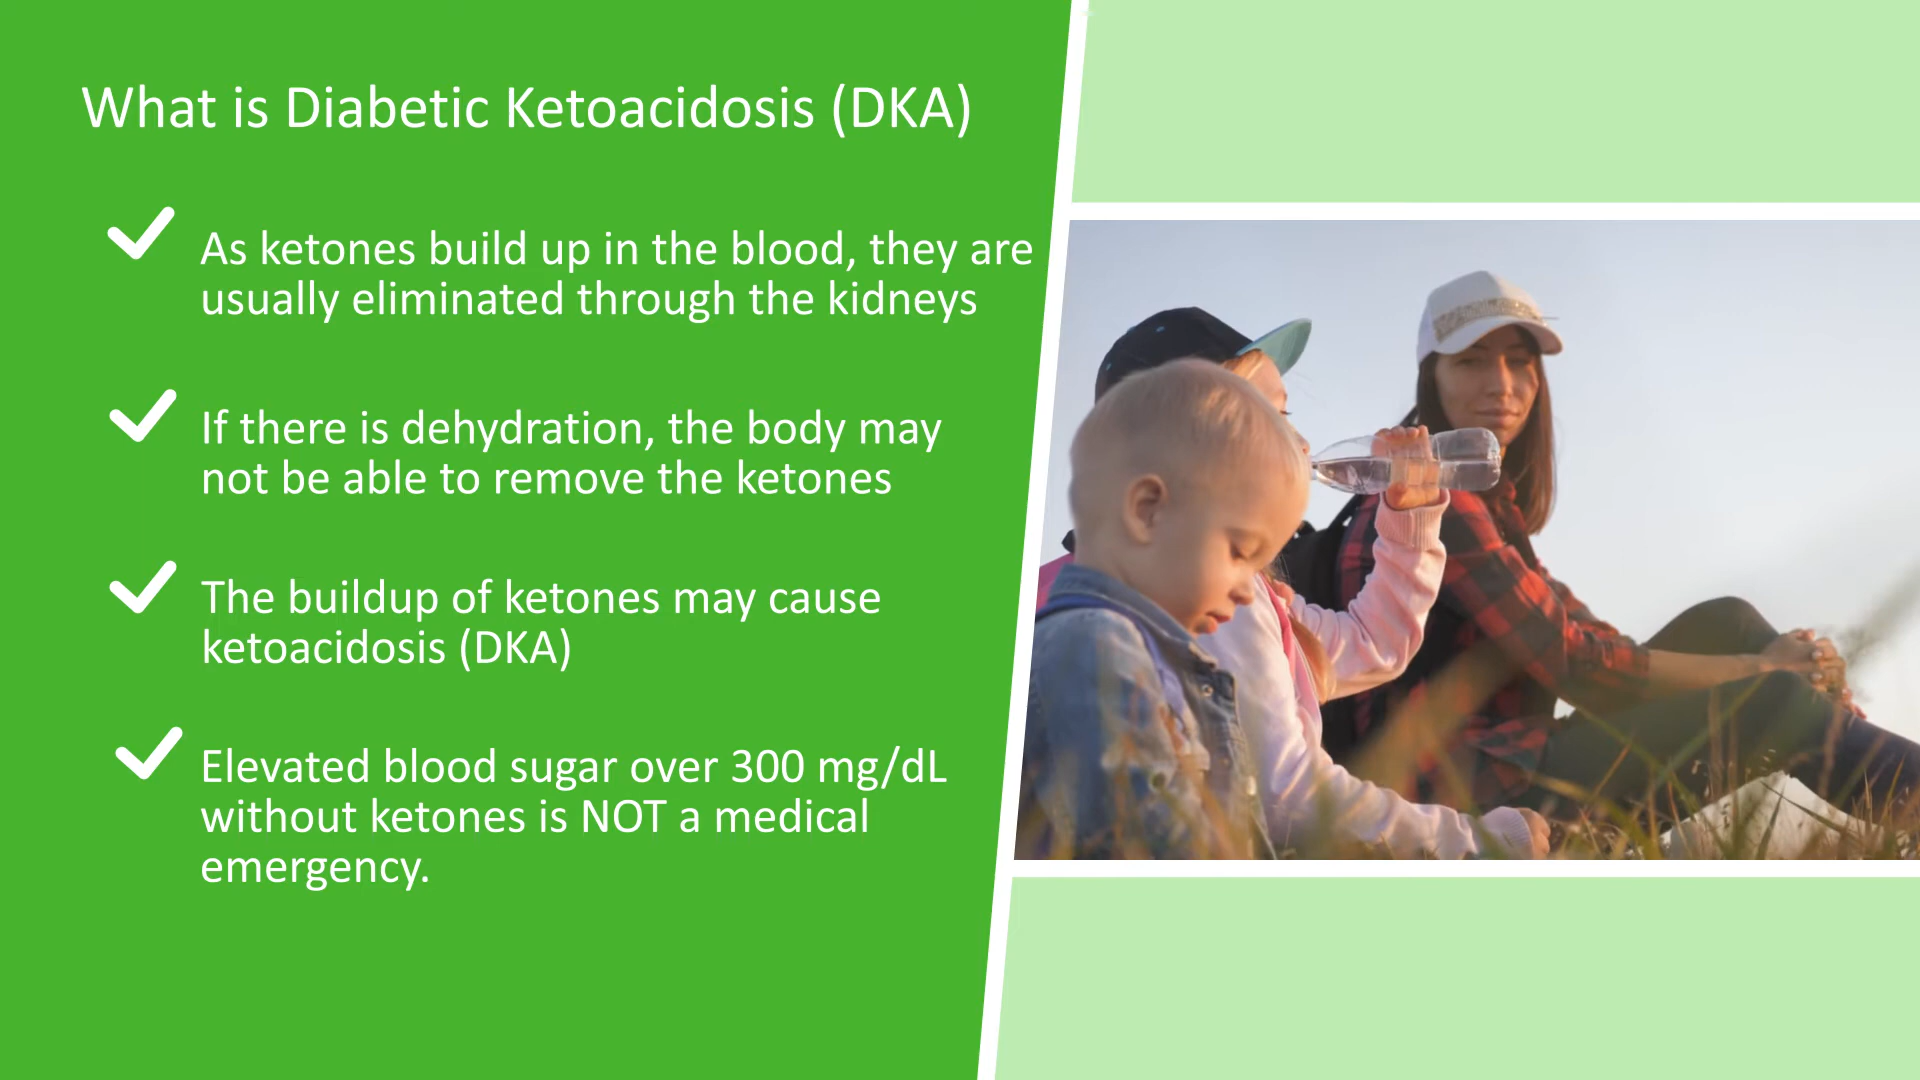 What is Diabetic Ketoacidosis (DKA)
As ketones build up in the blood, they are
usually eliminated through the kidneys
If there is dehydration, the body may
not be able to remove the ketones
The buildup of ketones may cause
ketoacidosis (DKA)
Elevated blood sugar over 300 mg/dL
without ketones is NOT a medical
emergency.